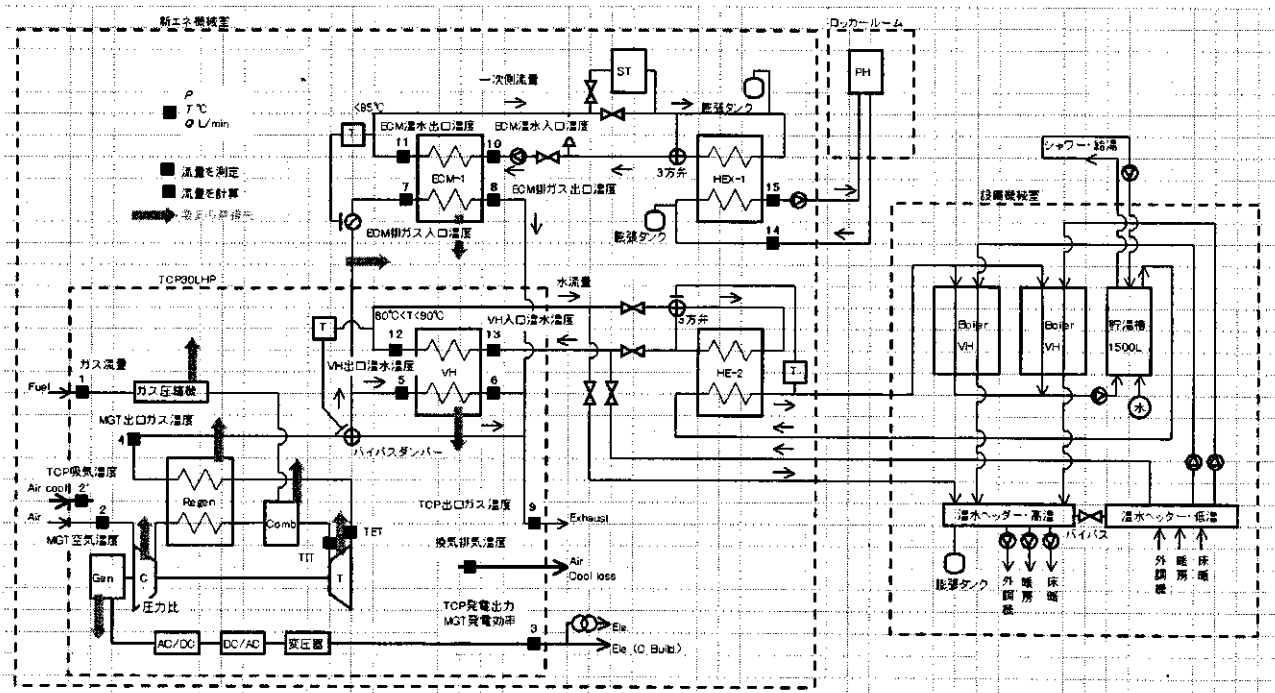 新エネ機械室
ロッカールーム
P
T℃
Q L/min
流量を測定
流量を計算
一次側流量
ST
PH
<85℃
膨張タンク
T
ECM温水出口温度
ECM温水入口温度
11
10
ECM-1
3方弁
HEX-1
7
8
ECM排ガス出口温度
15
ECM排ガス入口温度
膨張タンク
14
シャワー・給湯
設備機械室
TCP30LHP
水流量
80℃<T<90℃
VH入口温水温度
3方弁
T
12
13
VH出口温水温度
VH
5
6
HE-2
T
Boiler
VH
Boiler
VH
貯温槽
1500L
水
ガス流量
Fuel
1
ガス圧縮機
MGT出口ガス温度
4
バイパスダンパー
TCP吸気温度
Air cool
2'
Air
2
MGT空気温度
Regen
Comb
TIT
TET
TCP出口ガス温度
9
Exhaust
換気排気温度
Air
Cool loss
Gen
C
T
圧力比
TCP発電出力
MGT発電効率
3
AC/DC
DC/AC
変圧器
Ele
Ele (C Build.)
温水ヘッダー・高温
温水ヘッター・低温
バイパス
膨張タンク
外調機
暖房
床暖
外調機
暖房
床暖